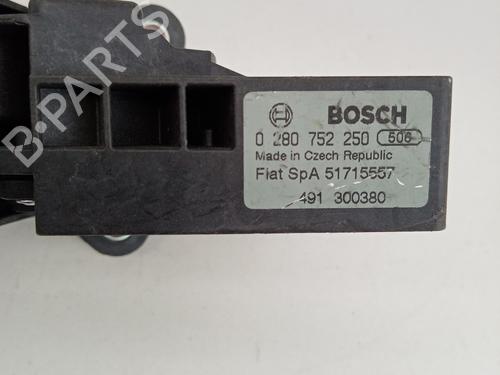 BOSCH
0 280 752 250 506
Made in Czech Republic
Fiat SpA 51715557
491 300380
B-PARTS